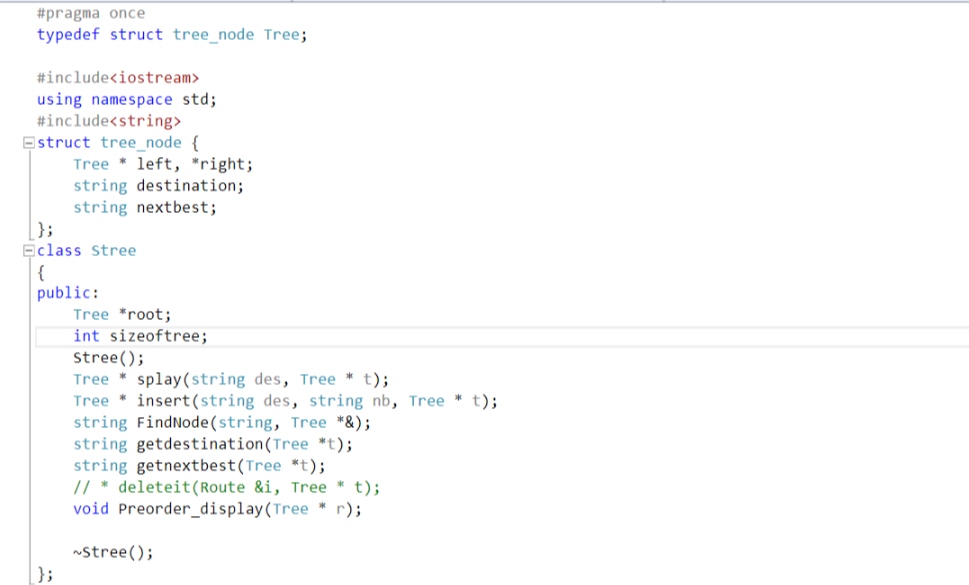 #pragma once
typedef struct tree_node Tree;
#include<iostream>
using namespace std;
#include<string>
struct tree_node {
Tree * left, *right;
string destination;
string nextbest;
};
class Stree
{
public:
Tree *root;
int sizeoftree;
Stree();
Tree * splay(string des, Tree * t);
Tree * insert(string des, string nb, Tree * t);
string FindNode(string, Tree *&);
string getdestination(Tree *t);
string getnextbest(Tree *t);
// * deleteit(Route &i, Tree * t);
void Preorder_display(Tree * r);
~Stree();
};